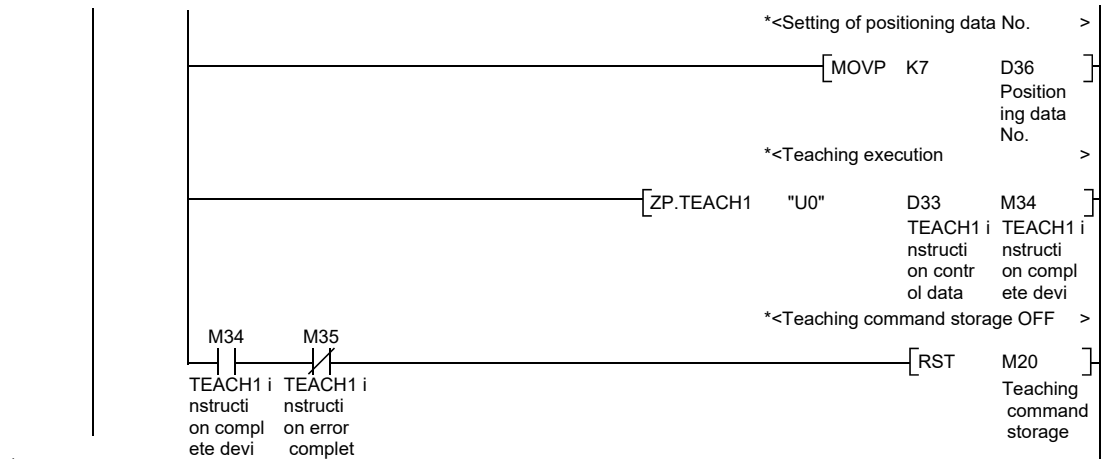 *<Setting of positioning data No. >
MOVP K7 D36
Position
ing data
No.
*<Teaching execution >
ZP.TEACH1 "U0" D33 M34
TEACH1 i TEACH1 i
nstructi nstructi
on contr on compl
ol data ete devi
*<Teaching command storage OFF >
M34 M35
RST M20
TEACH1 i TEACH1 i Teaching
nstructi nstructi command
on compl on error storage
ete devi complet